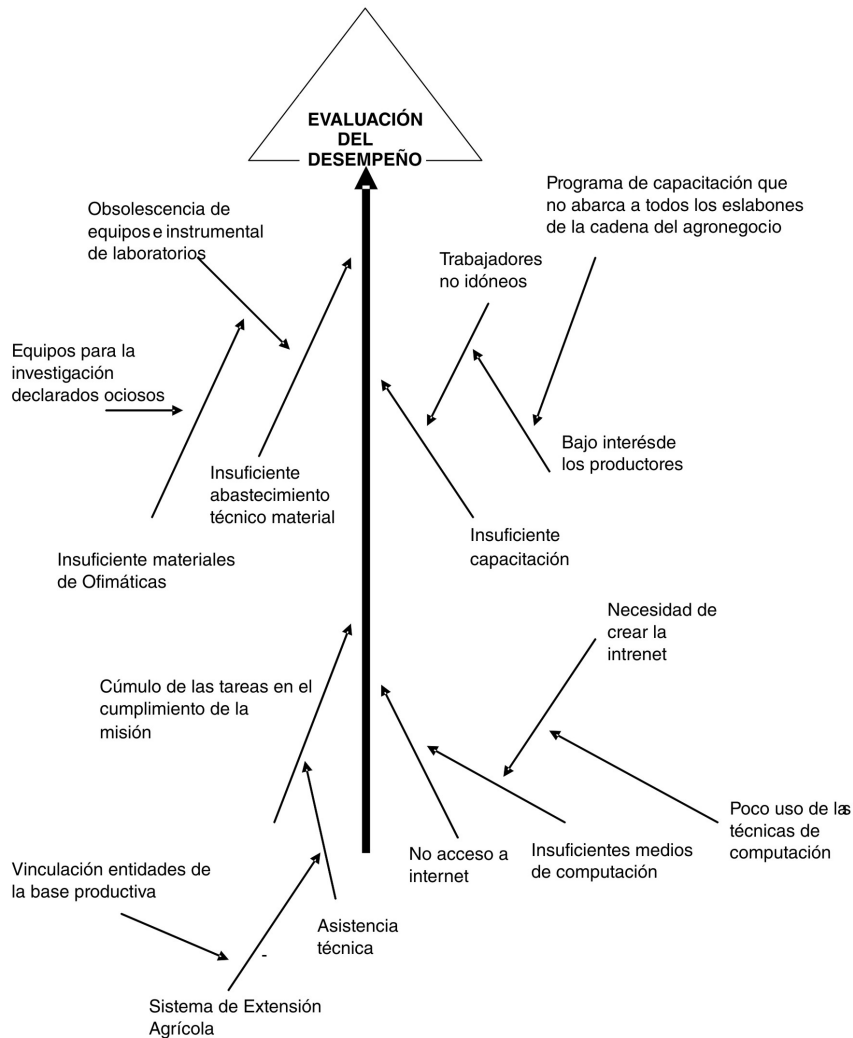 EVALUACIÓN
DEL
DESEMPEÑO
Programa de capacitación que
no abarca a todos los eslabones
de la cadena del agronegocio
Obsolescencia de
equipos e instrumental
de laboratorios
Trabajadores
no idóneos
Equipos para la
investigación
declarados ociosos
Bajo interésde
los productores
Insuficiente
abastecimiento
técnico material
Insuficiente
capacitación
Insuficiente materiales
de Ofimáticas
Necesidad de
crear la
intrenet
Cúmulo de las tareas en el
cumplimiento de la
misión
Poco uso de las
técnicas de
computación
No acceso a
internet
Insuficientes medios
de computación
Vinculación entidades de
la base productiva
Asistencia
técnica
-
Sistema de Extensión
Agrícola